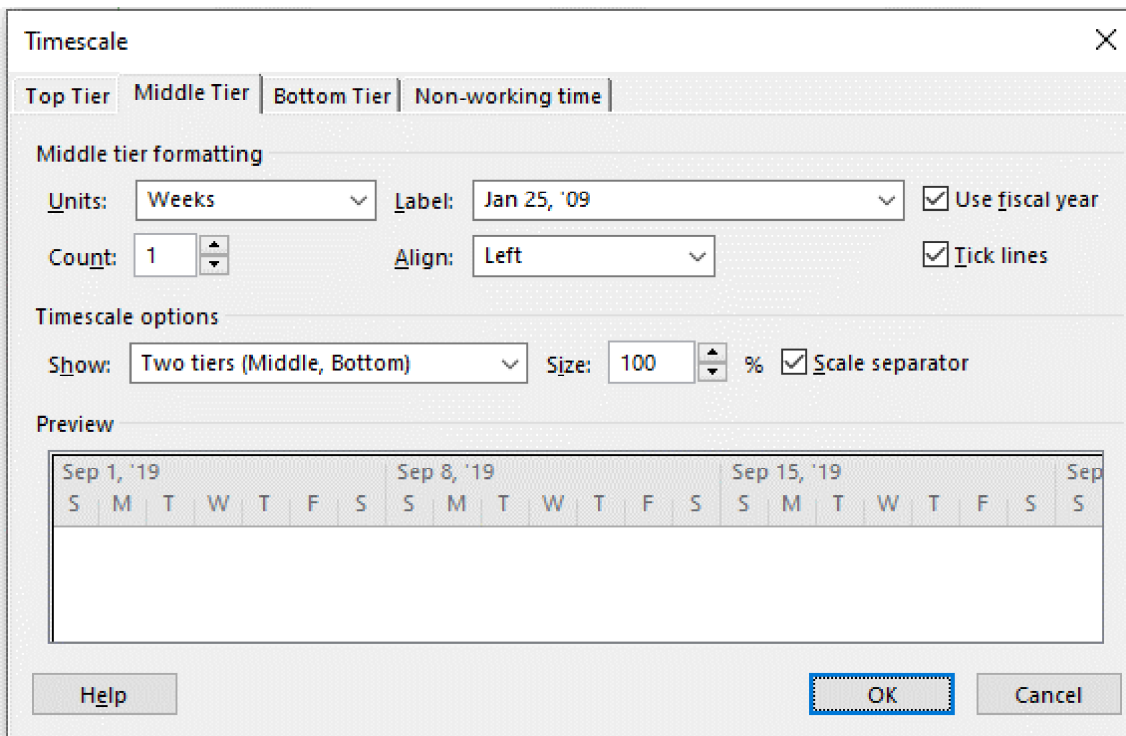 Timescale
Top Tier Middle Tier Bottom Tier Non-working time
Middle tier formatting
Units: Weeks Label: Jan 25, '09 Use fiscal year
Count: 1 Align: Left Tick lines
Timescale options
Show: Two tiers (Middle, Bottom) Size: 100 % Scale separator
Preview
Sep 1, '19 Sep 8, '19 Sep 15, '19 Sep
S M T W T F S S M T W T F S S M T W T F S S
Help OK Cancel